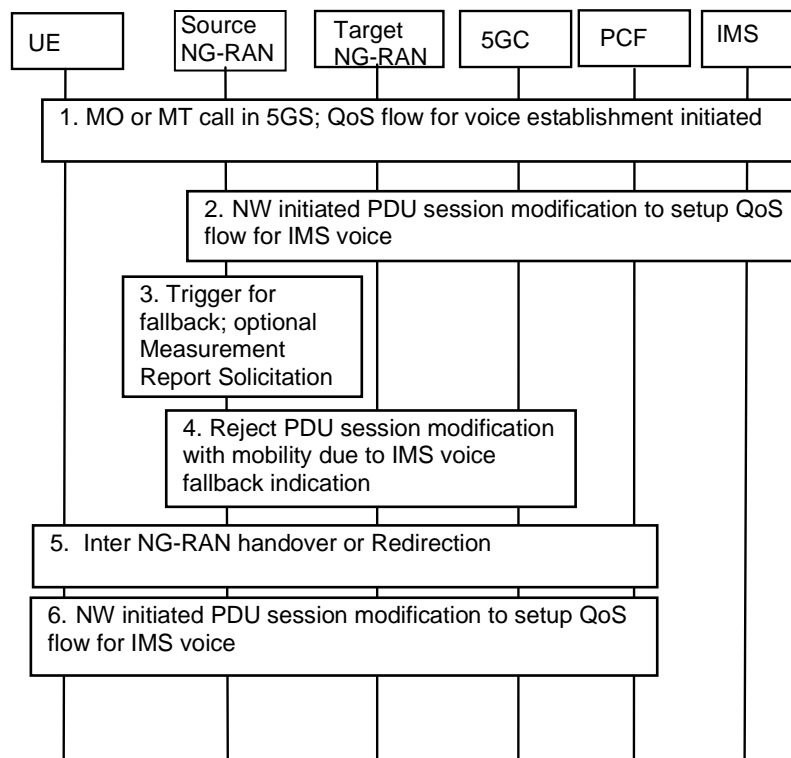 UE
Source
NG-RAN
Target
NG-RAN
5GC
PCF
IMS
1. MO or MT call in 5GS; QoS flow for voice establishment initiated
2. NW initiated PDU session modification to setup QoS
flow for IMS voice
3. Trigger for
fallback; optional
Measurement
Report Solicitation
4. Reject PDU session modification
with mobility due to IMS voice
fallback indication
5. Inter NG-RAN handover or Redirection
6. NW initiated PDU session modification to setup QoS
flow for IMS voice